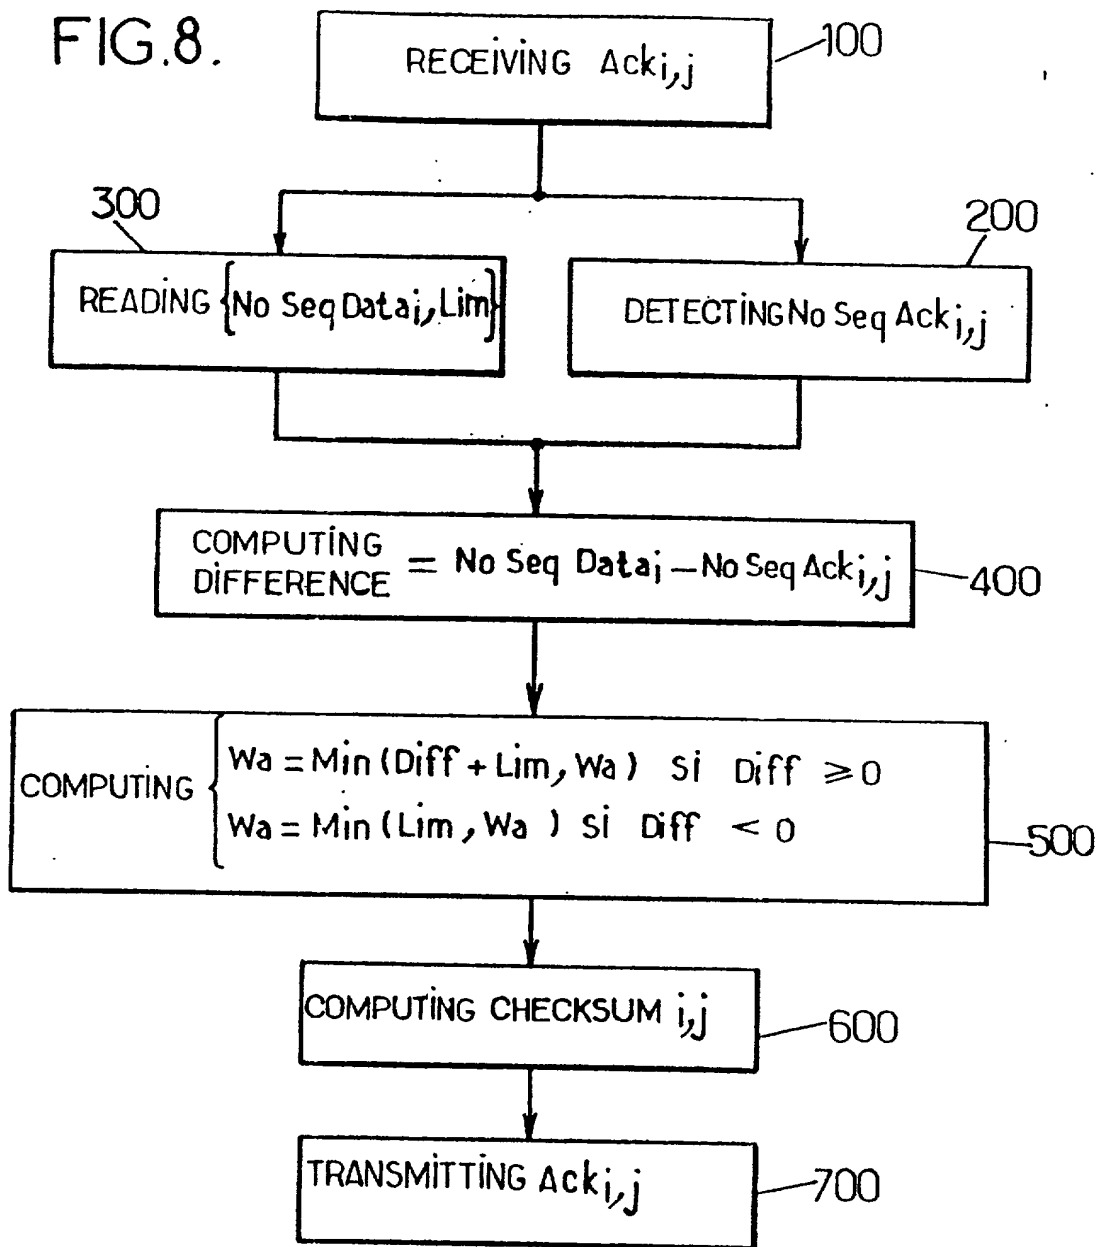 FIG.8.
RECEIVING Acki,j
100
300
200
READING {No Seq Datai, Lim}
DETECTING No Seq Acki,j
COMPUTING
DIFFERENCE = No Seq Datai – No Seq Acki,j
400
COMPUTING
Wa = Min (Diff + Lim, Wa) Si Diff ⩾ 0
Wa = Min (Lim, Wa) Si Diff < 0
500
COMPUTING CHECKSUM i,j
600
TRANSMITTING Acki,j
700